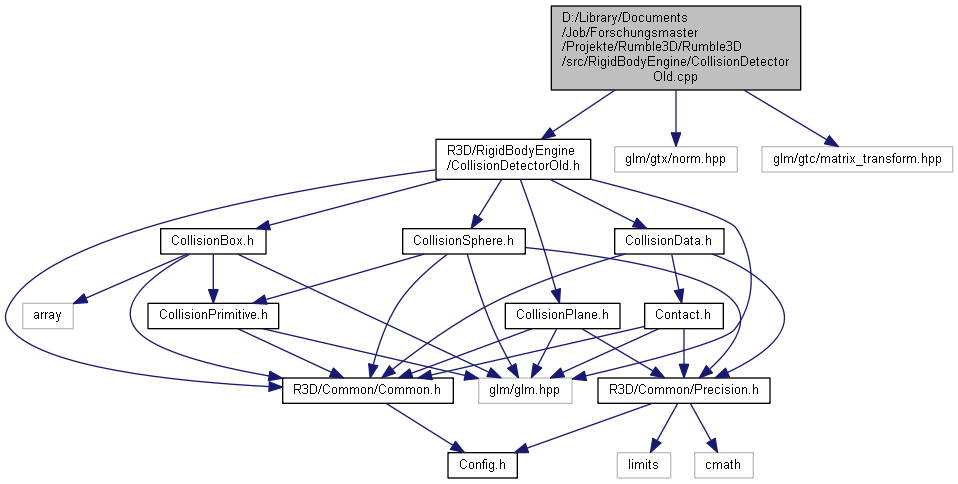 D:/Library/Documents
/Job/Forschungsmaster
/Projekte/Rumble3D/Rumble3D
/src/RigidBodyEngine/CollisionDetector
Old.cpp
R3D/RigidBodyEngine
/CollisionDetectorOld.h
glm/gtx/norm.hpp
glm/gtc/matrix_transform.hpp
CollisionBox.h
CollisionSphere.h
CollisionData.h
array
CollisionPrimitive.h
CollisionPlane.h
Contact.h
R3D/Common/Common.h
glm/glm.hpp
R3D/Common/Precision.h
Config.h
limits
cmath